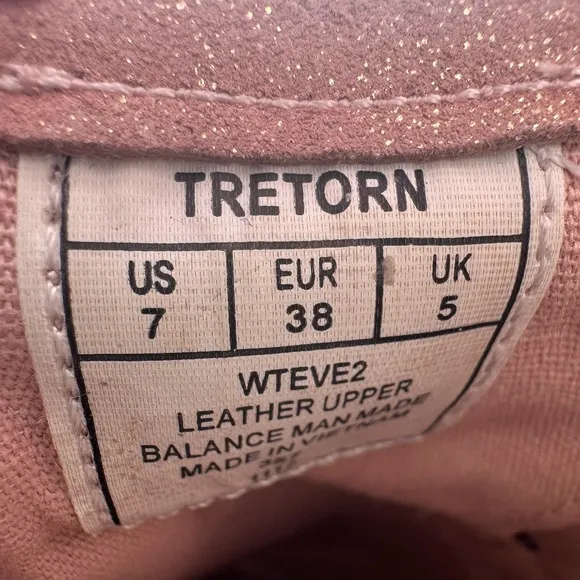 TRETORN
US EUR UK
7 38 5
WTEVE2
LEATHER UPPER
BALANCE MAN MADE
MADE IN VIETNAM